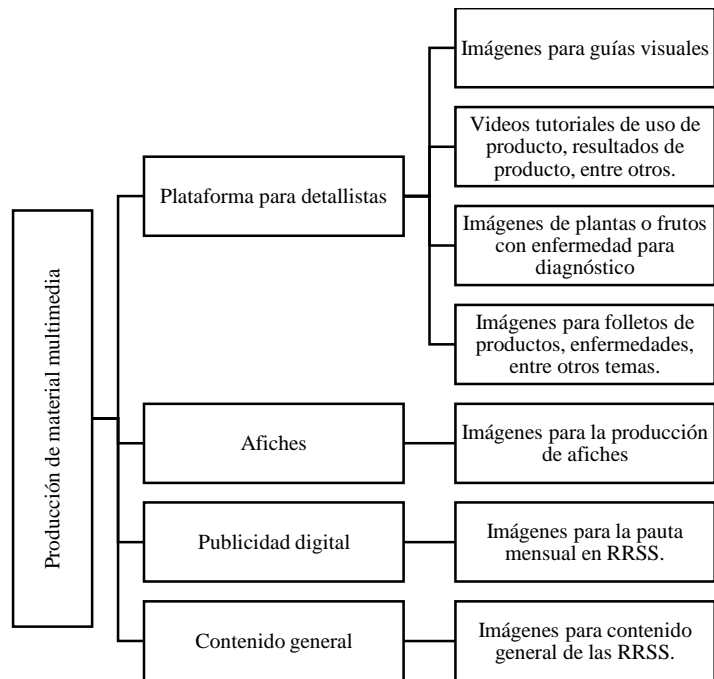 Producción de material multimedia
Plataforma para detallistas
Imágenes para guías visuales
Videos tutoriales de uso de
producto, resultados de
producto, entre otros.
Imágenes de plantas o frutos
con enfermedad para
diagnóstico
Imágenes para folletos de
productos, enfermedades,
entre otros temas.
Afiches
Imágenes para la producción
de afiches
Publicidad digital
Imágenes para la pauta
mensual en RRSS.
Contenido general
Imágenes para contenido
general de las RRSS.